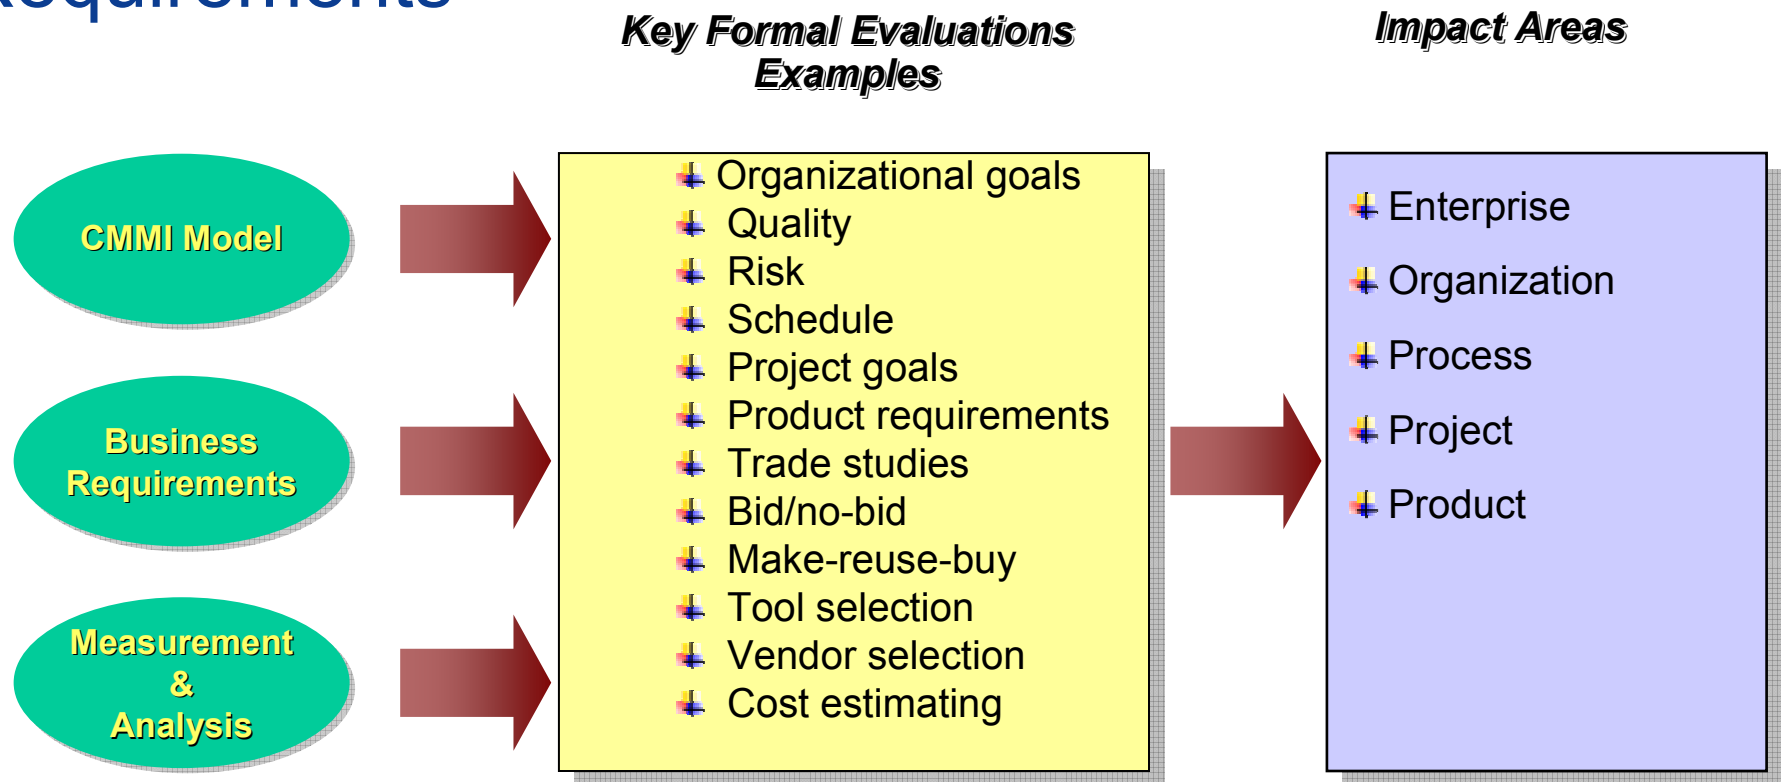 Key Formal Evaluations
Examples
Impact Areas
CMMI Model
Business
Requirements
Measurement
&
Analysis
Organizational goals
Quality
Risk
Schedule
Project goals
Product requirements
Trade studies
Bid/no-bid
Make-reuse-buy
Tool selection
Vendor selection
Cost estimating
Enterprise
Organization
Process
Project
Product